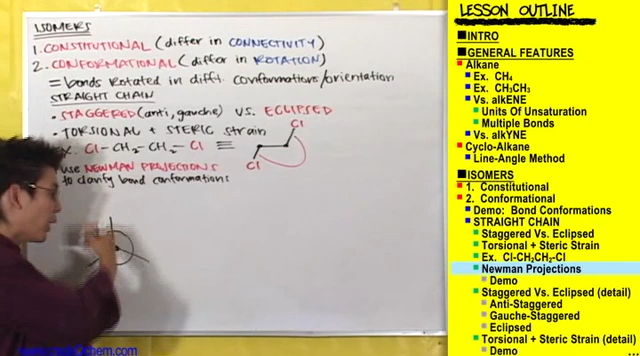 ISOMERS
1. CONSTITUTIONAL (differ in CONNECTIVITY)
2. CONFORMATIONAL (differ in ROTATION)
= bonds rotated in diff't conformations/orientation
STRAIGHT CHAIN
• STAGGERED (anti, gauche) VS. ECLIPSED
• TORSIONAL + STERIC strain
x. Cl-CH2-CH2-Cl ≡
Cl
Cl
use NEWMAN PROJECTIONS
to clarify bond conformations
LESSON OUTLINE
INTRO
GENERAL FEATURES
Alkane
Ex. CH4
Ex. CH3CH3
Vs. alkENE
Units of Unsaturation
Multiple Bonds
Vs. alkYNE
Cyclo-Alkane
Line-Angle Method
ISOMERS
1. Constitutional
2. Conformational
Demo: Bond Conformations
STRAIGHT CHAIN
Staggered Vs. Eclipsed
Torsional + Steric Strain
Ex. Cl-CH2CH2-Cl
Newman Projections
Demo
Staggered Vs. Eclipsed (detail)
Anti-Staggered
Gauche-Staggered
Eclipsed
Torsional + Steric Strain (detail)
Demo
...